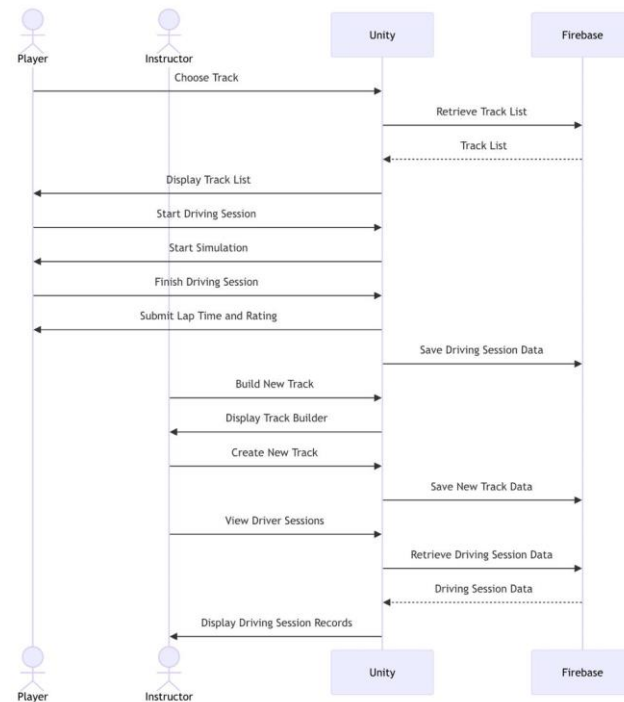 Player
Instructor
Unity
Firebase
Choose Track
Retrieve Track List
Track List
Display Track List
Start Driving Session
Start Simulation
Finish Driving Session
Submit Lap Time and Rating
Save Driving Session Data
Build New Track
Display Track Builder
Create New Track
Save New Track Data
View Driver Sessions
Retrieve Driving Session Data
Driving Session Data
Display Driving Session Records
Player
Instructor
Unity
Firebase